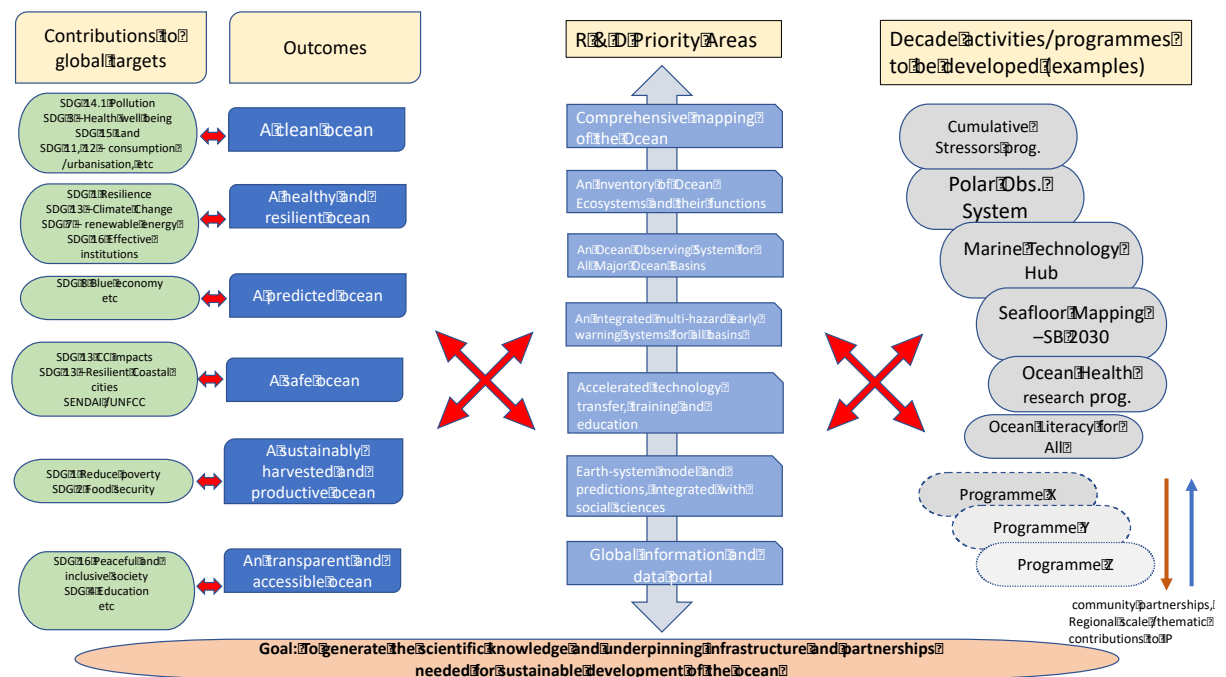 Contributions to
global targets
SDG 14.1 Pollution
SDG 3 –Health well being
SDG 15 Land
SDG 11, 12 – consumption
/urbanisation, etc
SDG 1 Resilience
SDG 13 –Climate Change
SDG 7 – renewable energy
SDG 16 Effective
institutions
SDG 8 Blue economy
etc
SDG 13 CC impacts
SDG 13 –Resilient Coastal
cities
SENDAI /UNFCC
SDG 1 Reduce poverty
SDG 2 Food security
SDG 16 Peaceful and
inclusive society
SDG 4 Education
etc
Outcomes
A clean ocean
A healthy and
resilient ocean
A predicted ocean
A safe ocean
A sustainably
harvested and
productive ocean
An transparent and
accessible ocean
R & D Priority Areas
Comprehensive mapping
of the Ocean
An Inventory of Ocean
Ecosystems and their functions
An Ocean Observing System for
All Major Ocean Basins
An integrated multi-hazard early
warning systems for all basins
Accelerated technology
transfer, training and
education
Earth-system model and
predictions, integrated with
social sciences
Global information and
data portal
Decade activities/programmes
to be developed (examples)
Cumulative
Stressors prog.
Polar Obs.
System
Marine Technology
Hub
Seafloor Mapping
–SB 2030
Ocean Health
research prog.
Ocean Literacy for
All
Programme X
Programme Y
Programme Z
community partnerships,
Regional scale /thematic
contributions to IP
Goal: To generate the scientific knowledge and underpinning infrastructure and partnerships
needed for sustainable development of the ocean